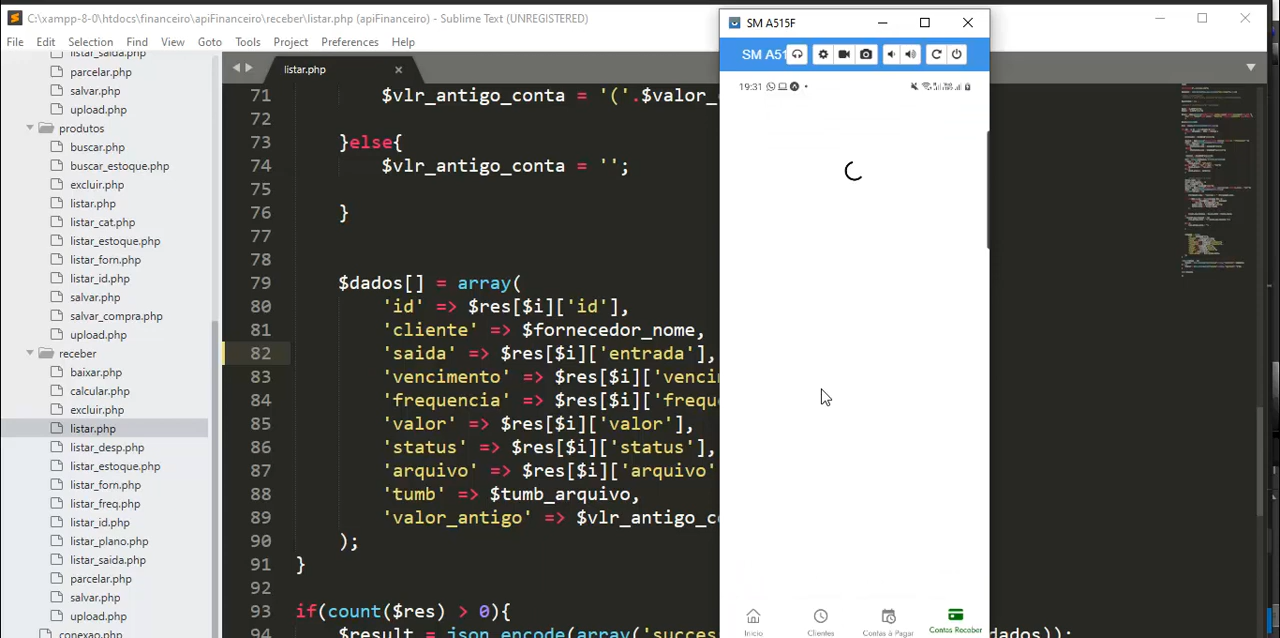 C:\xampp-8-0\htdocs\financeiro\apiFinanceiro\receber\listar.php (apiFinanceiro) - Sublime Text (UNREGISTERED)
File Edit Selection Find View Goto Tools Project Preferences Help
listar_saida.php
parcelar.php
salvar.php
upload.php
produtos
buscar.php
buscar_estoque.php
excluir.php
listar.php
listar_cat.php
listar_estoque.php
listar_forn.php
listar_id.php
salvar.php
salvar_compra.php
upload.php
receber
baixar.php
calcular.php
excluir.php
listar.php
listar_desp.php
listar_estoque.php
listar_forn.php
listar_freq.php
listar_id.php
listar_plano.php
listar_saida.php
parcelar.php
salvar.php
upload.php
conexao.php
listar.php
71 $vlr_antigo_conta = '('.$valor_
72
73 }else{
74 $vlr_antigo_conta = '';
75
76 }
77
78
79 $dados[] = array(
80 'id' => $res[$i]['id'],
81 'cliente' => $fornecedor_nome,
82 'saida' => $res[$i]['entrada'],
83 'vencimento' => $res[$i]['venci
84 'frequencia' => $res[$i]['frequ
85 'valor' => $res[$i]['valor'],
86 'status' => $res[$i]['status'],
87 'arquivo' => $res[$i]['arquivo'
88 'tumb' => $tumb_arquivo,
89 'valor_antigo' => $vlr_antigo_co
90 );
91 }
92
93 if(count($res) > 0){
94 $result = json_encode(array('succes dados));
SM A515F
SM A51
19:31
Início Clientes Contas à Pagar Contas Receber